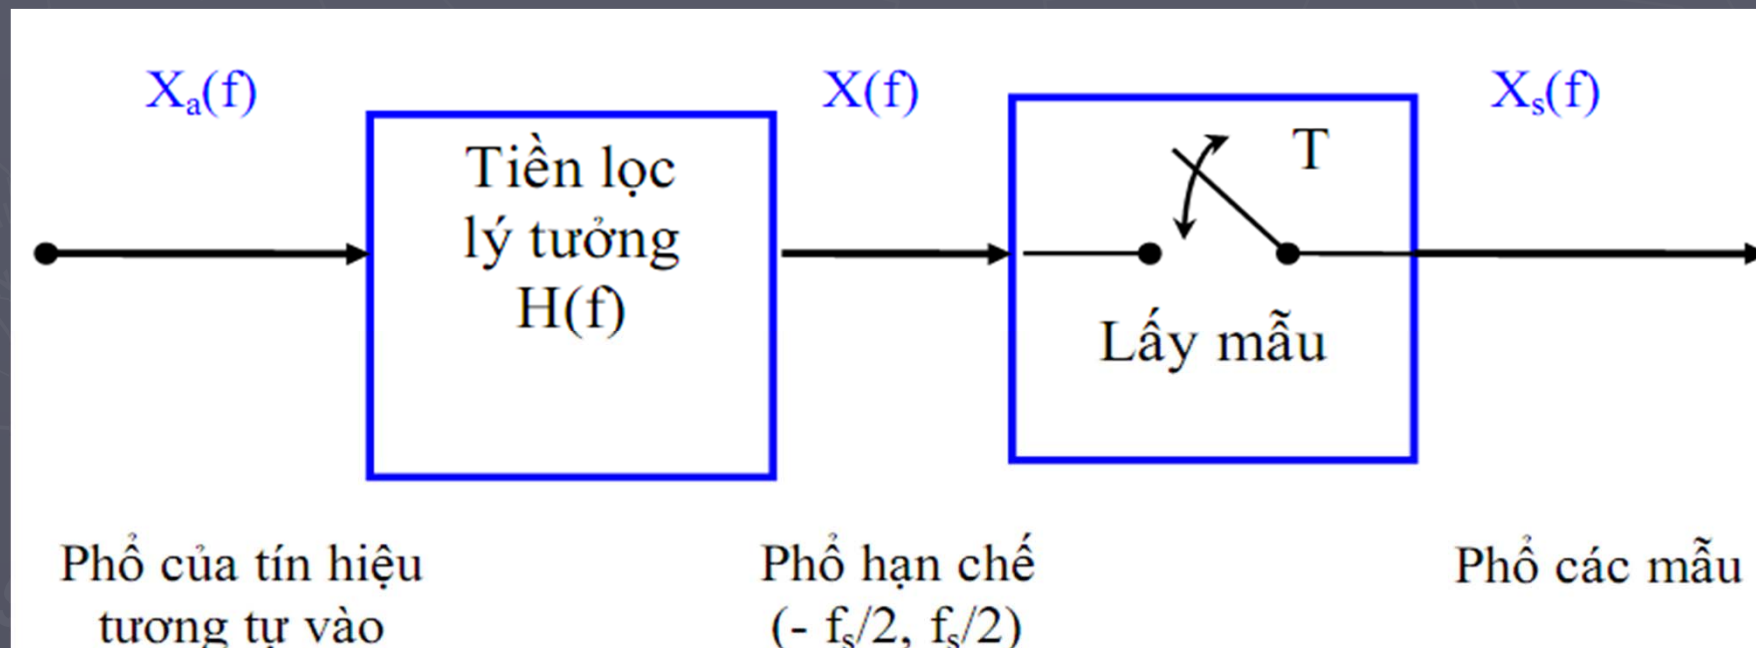 Xₐ(f)
X(f)
Xₛ(f)
Tiền lọc
lý tưởng
H(f)
T
Lấy mẫu
Phổ của tín hiệu
tương tự vào
Phổ hạn chế
(- fₛ/2, fₛ/2)
Phổ các mẫu